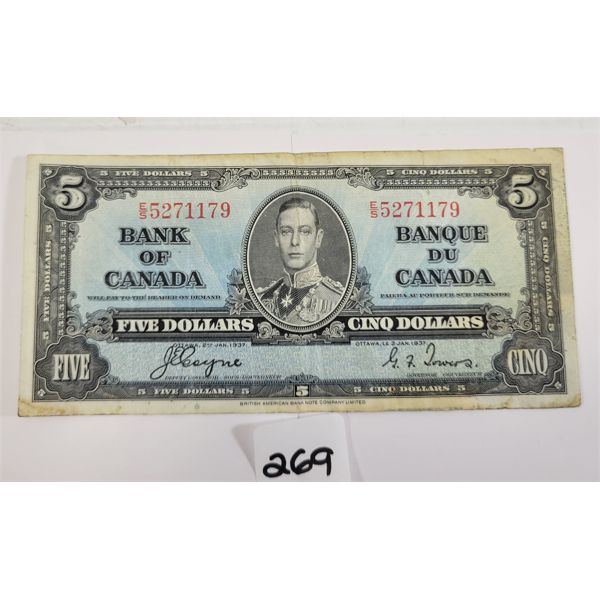 5 FIVE DOLLARS 5 CINQ DOLLARS 5
5 5
E/S 5271179 E/S 5271179
BANK OF CANADA
BANQUE DU CANADA
WILL PAY TO THE BEARER ON DEMAND
PAIERA AU PORTEUR SUR DEMANDE
FIVE DOLLARS CINQ DOLLARS
OTTAWA, 2ND JAN. 1937. OTTAWA, LE 2 JAN. 1937.
FIVE J.E. Coyne G. F. Towers. CINQ
5 FIVE DOLLARS 5 5 CINQ DOLLARS 5
BRITISH AMERICAN BANK NOTE COMPANY LIMITED
269